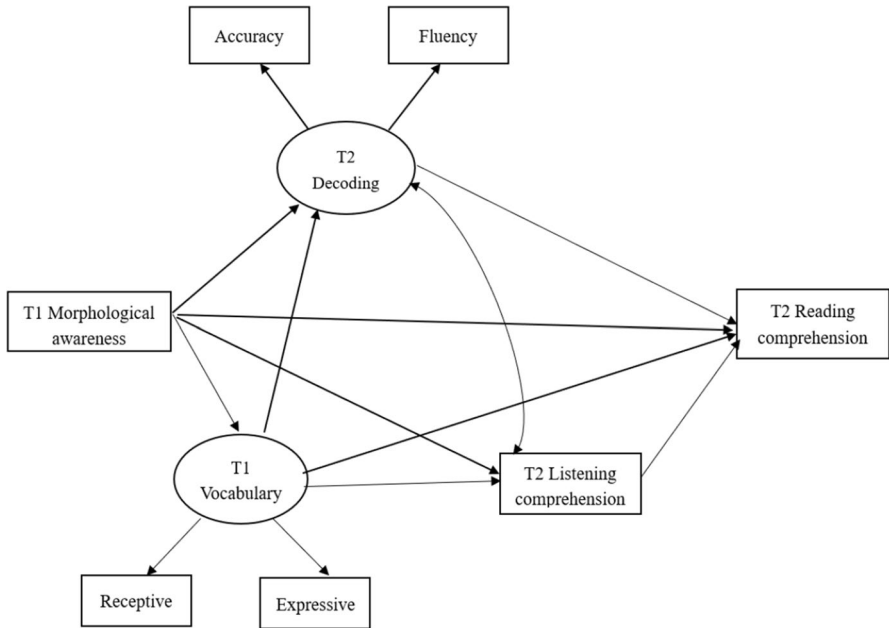 Accuracy
Fluency
T2
Decoding
T1 Morphological
awareness
T2 Reading
comprehension
T1
Vocabulary
T2 Listening
comprehension
Receptive
Expressive